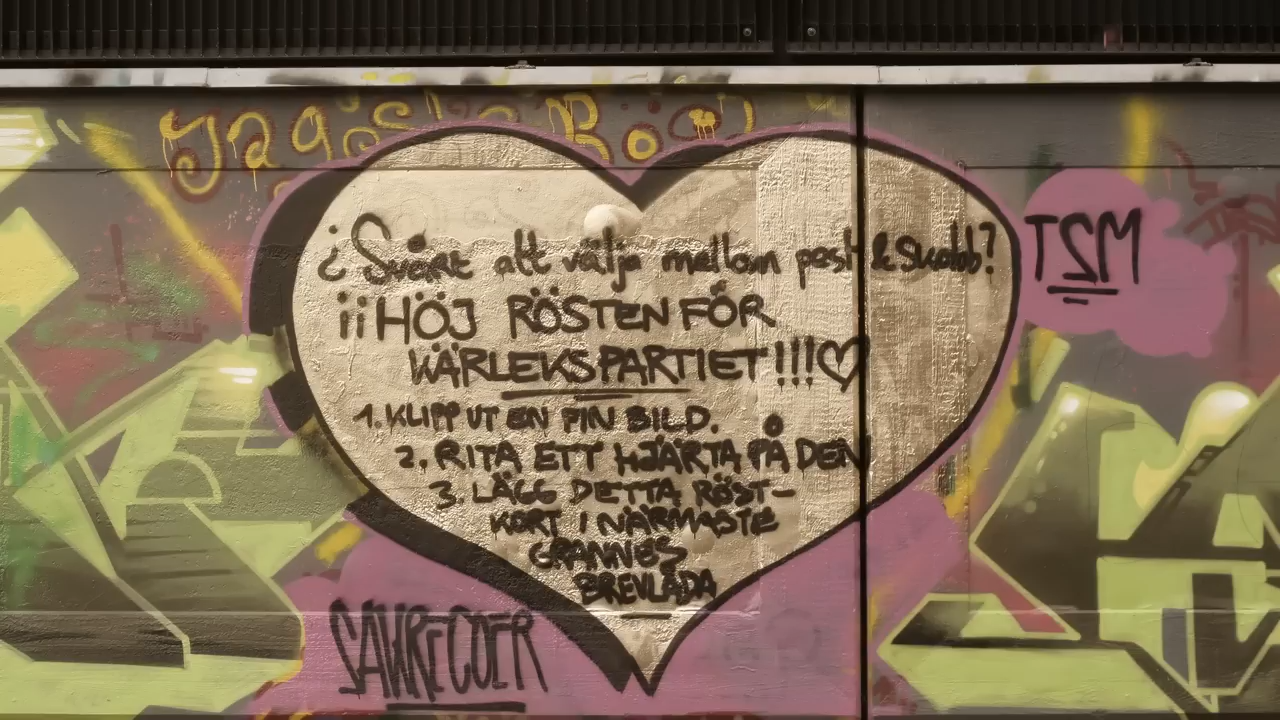 ¿Svårt att välja mellan pest & Skabb?
¡¡HÖJ RÖSTEN FÖR
KÄRLEKSPARTIET!!!♡
1. KLIPP UT EN FIN BILD.
2. RITA ETT HJÄRTA PÅ DEN
3. LÄGG DETTA RÖST-
KORT I NÄRMASTE
GRANNES
BREVLÅDA
TSM